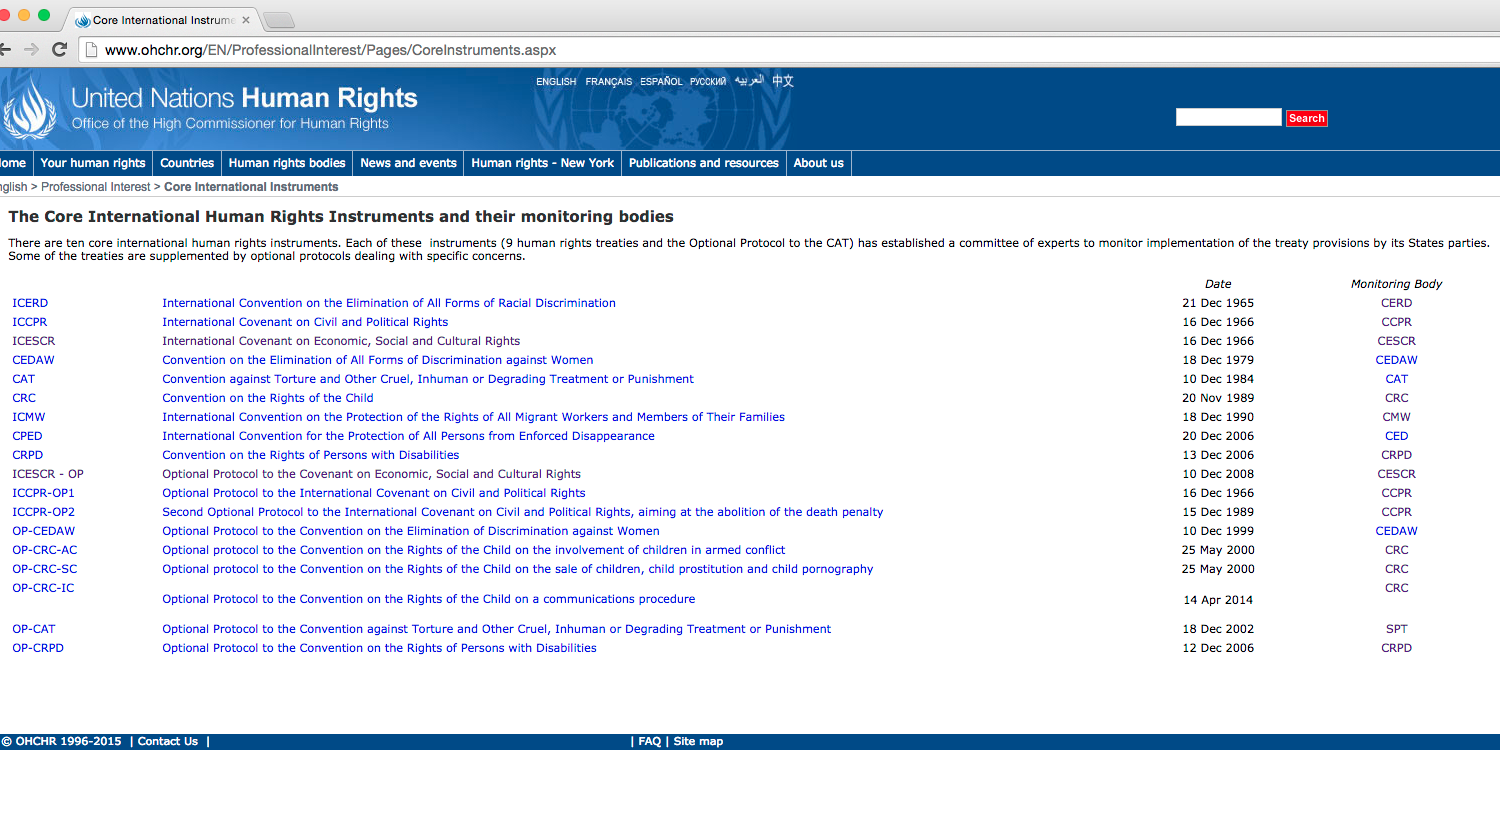 Core International Instrume
www.ohchr.org/EN/ProfessionalInterest/Pages/CoreInstruments.aspx
ENGLISH FRANÇAIS ESPAÑOL РУССКИЙ العربية 中文
United Nations Human Rights
Office of the High Commissioner for Human Rights
Search
ome Your human rights Countries Human rights bodies News and events Human rights - New York Publications and resources About us
nglish > Professional Interest > Core International Instruments
The Core International Human Rights Instruments and their monitoring bodies
There are ten core international human rights instruments. Each of these instruments (9 human rights treaties and the Optional Protocol to the CAT) has established a committee of experts to monitor implementation of the treaty provisions by its States parties.
Some of the treaties are supplemented by optional protocols dealing with specific concerns.
Date Monitoring Body
ICERD International Convention on the Elimination of All Forms of Racial Discrimination 21 Dec 1965 CERD
ICCPR International Covenant on Civil and Political Rights 16 Dec 1966 CCPR
ICESCR International Covenant on Economic, Social and Cultural Rights 16 Dec 1966 CESCR
CEDAW Convention on the Elimination of All Forms of Discrimination against Women 18 Dec 1979 CEDAW
CAT Convention against Torture and Other Cruel, Inhuman or Degrading Treatment or Punishment 10 Dec 1984 CAT
CRC Convention on the Rights of the Child 20 Nov 1989 CRC
ICMW International Convention on the Protection of the Rights of All Migrant Workers and Members of Their Families 18 Dec 1990 CMW
CPED International Convention for the Protection of All Persons from Enforced Disappearance 20 Dec 2006 CED
CRPD Convention on the Rights of Persons with Disabilities 13 Dec 2006 CRPD
ICESCR - OP Optional Protocol to the Covenant on Economic, Social and Cultural Rights 10 Dec 2008 CESCR
ICCPR-OP1 Optional Protocol to the International Covenant on Civil and Political Rights 16 Dec 1966 CCPR
ICCPR-OP2 Second Optional Protocol to the International Covenant on Civil and Political Rights, aiming at the abolition of the death penalty 15 Dec 1989 CCPR
OP-CEDAW Optional Protocol to the Convention on the Elimination of Discrimination against Women 10 Dec 1999 CEDAW
OP-CRC-AC Optional protocol to the Convention on the Rights of the Child on the involvement of children in armed conflict 25 May 2000 CRC
OP-CRC-SC Optional protocol to the Convention on the Rights of the Child on the sale of children, child prostitution and child pornography 25 May 2000 CRC
OP-CRC-IC CRC
Optional Protocol to the Convention on the Rights of the Child on a communications procedure 14 Apr 2014
OP-CAT Optional Protocol to the Convention against Torture and Other Cruel, Inhuman or Degrading Treatment or Punishment 18 Dec 2002 SPT
OP-CRPD Optional Protocol to the Convention on the Rights of Persons with Disabilities 12 Dec 2006 CRPD
© OHCHR 1996-2015 | Contact Us | | FAQ | Site map